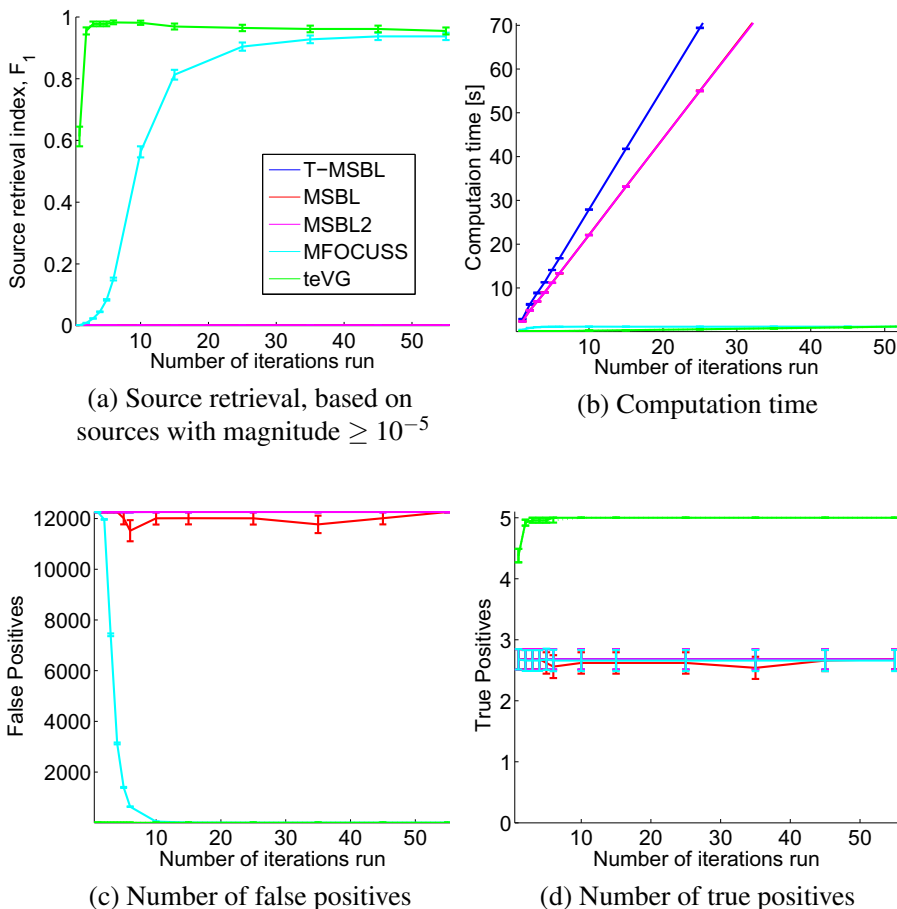 Source retrieval index, F1
1
0.8
0.6
0.4
0.2
0
10
20
30
40
50
Number of iterations run
T−MSBL
MSBL
MSBL2
MFOCUSS
teVG
(a) Source retrieval, based on
sources with magnitude ≥ 10−5
Computaion time [s]
70
60
50
40
30
20
10
10
20
30
40
50
Number of iterations run
(b) Computation time
False Positives
12000
10000
8000
6000
4000
2000
10
20
30
40
50
Number of iterations run
(c) Number of false positives
True Positives
5
4
3
2
1
0
10
20
30
40
50
Number of iterations run
(d) Number of true positives